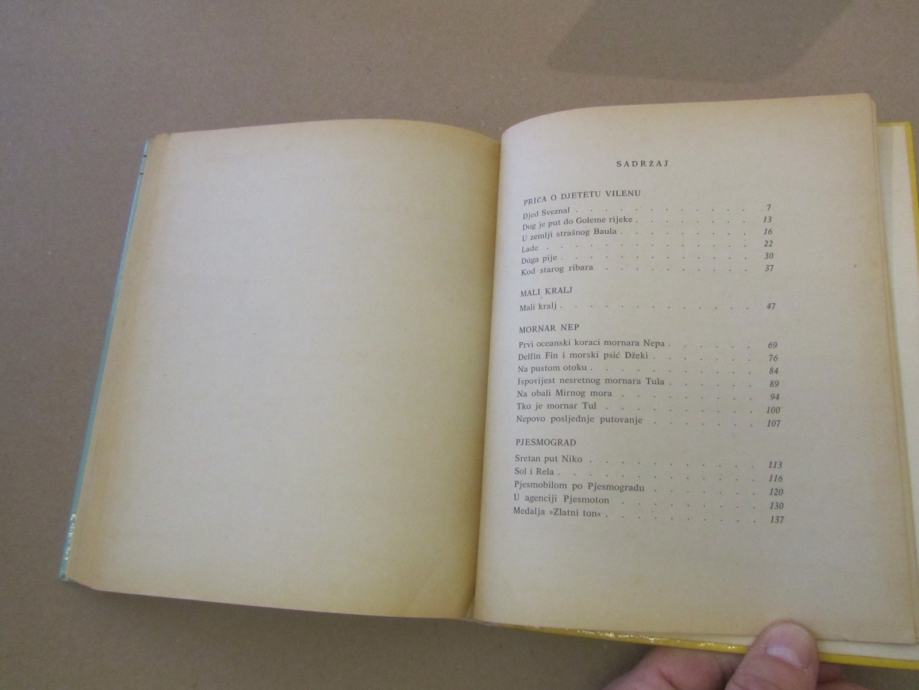 SADRŽAJ
PRIČA O DJETETU VILENU
Djed Sveznal . . . . . . . . . . . 7
Dug je put do Goleme rijeke . . . . . . . 13
U zemlji strašnog Baula . . . . . . . . 16
Lade . . . . . . . . . . . . . 22
Duga pije . . . . . . . . . . . . 30
Kod starog ribara . . . . . . . . . . 37
MALI KRALJ
Mali kralj . . . . . . . . . . . . 47
MORNAR NEP
Prvi oceanski koraci mornara Nepa . . . . . . 69
Delfin Fin i morski psić Džeki . . . . . . 76
Na pustom otoku . . . . . . . . . . 84
Ispovijest nesretnog mornara Tula . . . . . . 89
Na obali Mirnog mora . . . . . . . . 94
Tko je mornar Tul . . . . . . . . . 100
Nepovo posljednje putovanje . . . . . . . 107
PJESMOGRAD
Sretan put Niko . . . . . . . . . . 113
Sol i Rela . . . . . . . . . . . . 116
Pjesmobilom po Pjesmogradu . . . . . . 120
U agenciji Pjesmoton . . . . . . . . 130
Medalja »Zlatni ton« . . . . . . . . . 137